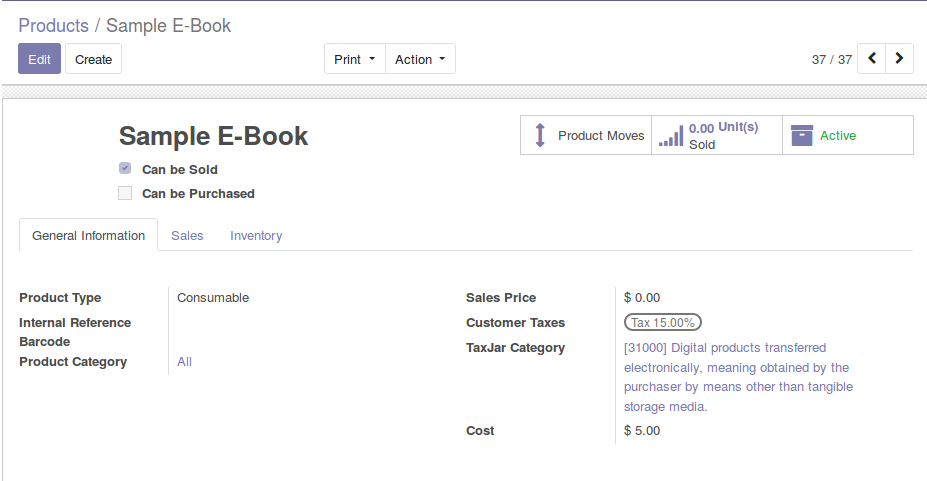 Products / Sample E-Book
Edit Create Print Action 37 / 37
Sample E-Book
Product Moves
0.00 Unit(s)
Sold
Active
Can be Sold
Can be Purchased
General Information Sales Inventory
Product Type Consumable
Internal Reference
Barcode
Product Category All
Sales Price $ 0.00
Customer Taxes Tax 15.00%
TaxJar Category [31000] Digital products transferred
electronically, meaning obtained by the
purchaser by means other than tangible
storage media.
Cost $ 5.00